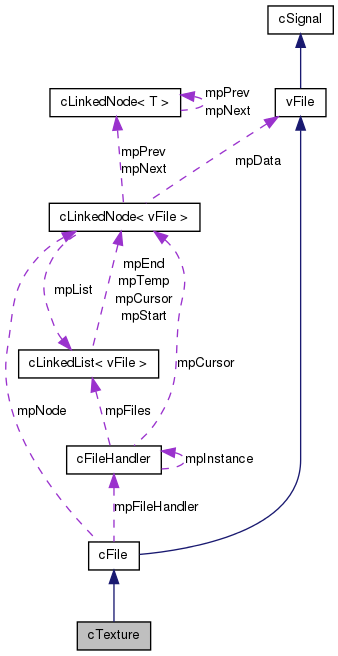 cSignal
cLinkedNode< T >
mpPrev
mpNext
vFile
mpPrev
mpNext
mpData
cLinkedNode< vFile >
mpList
mpEnd
mpTemp
mpCursor
mpStart
cLinkedList< vFile >
mpCursor
mpNode
mpFiles
cFileHandler
mpInstance
mpFileHandler
cFile
cTexture